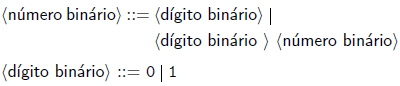 ⟨número binário⟩ ::= ⟨dígito binário⟩ |
⟨dígito binário ⟩ ⟨número binário⟩
⟨dígito binário⟩ ::= 0 | 1